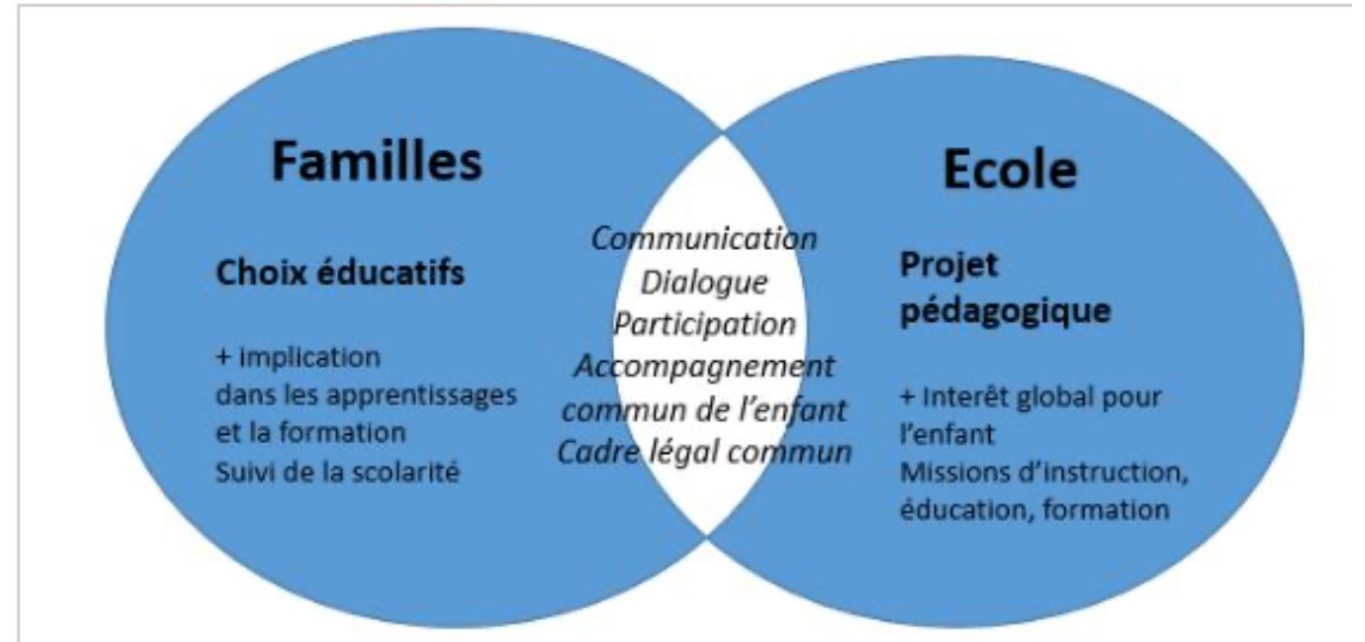 Familles
Choix éducatifs
+ implication
dans les apprentissages
et la formation
Suivi de la scolarité
Communication
Dialogue
Participation
Accompagnement
commun de l'enfant
Cadre légal commun
Ecole
Projet
pédagogique
+ Interêt global pour
l'enfant
Missions d'instruction,
éducation, formation